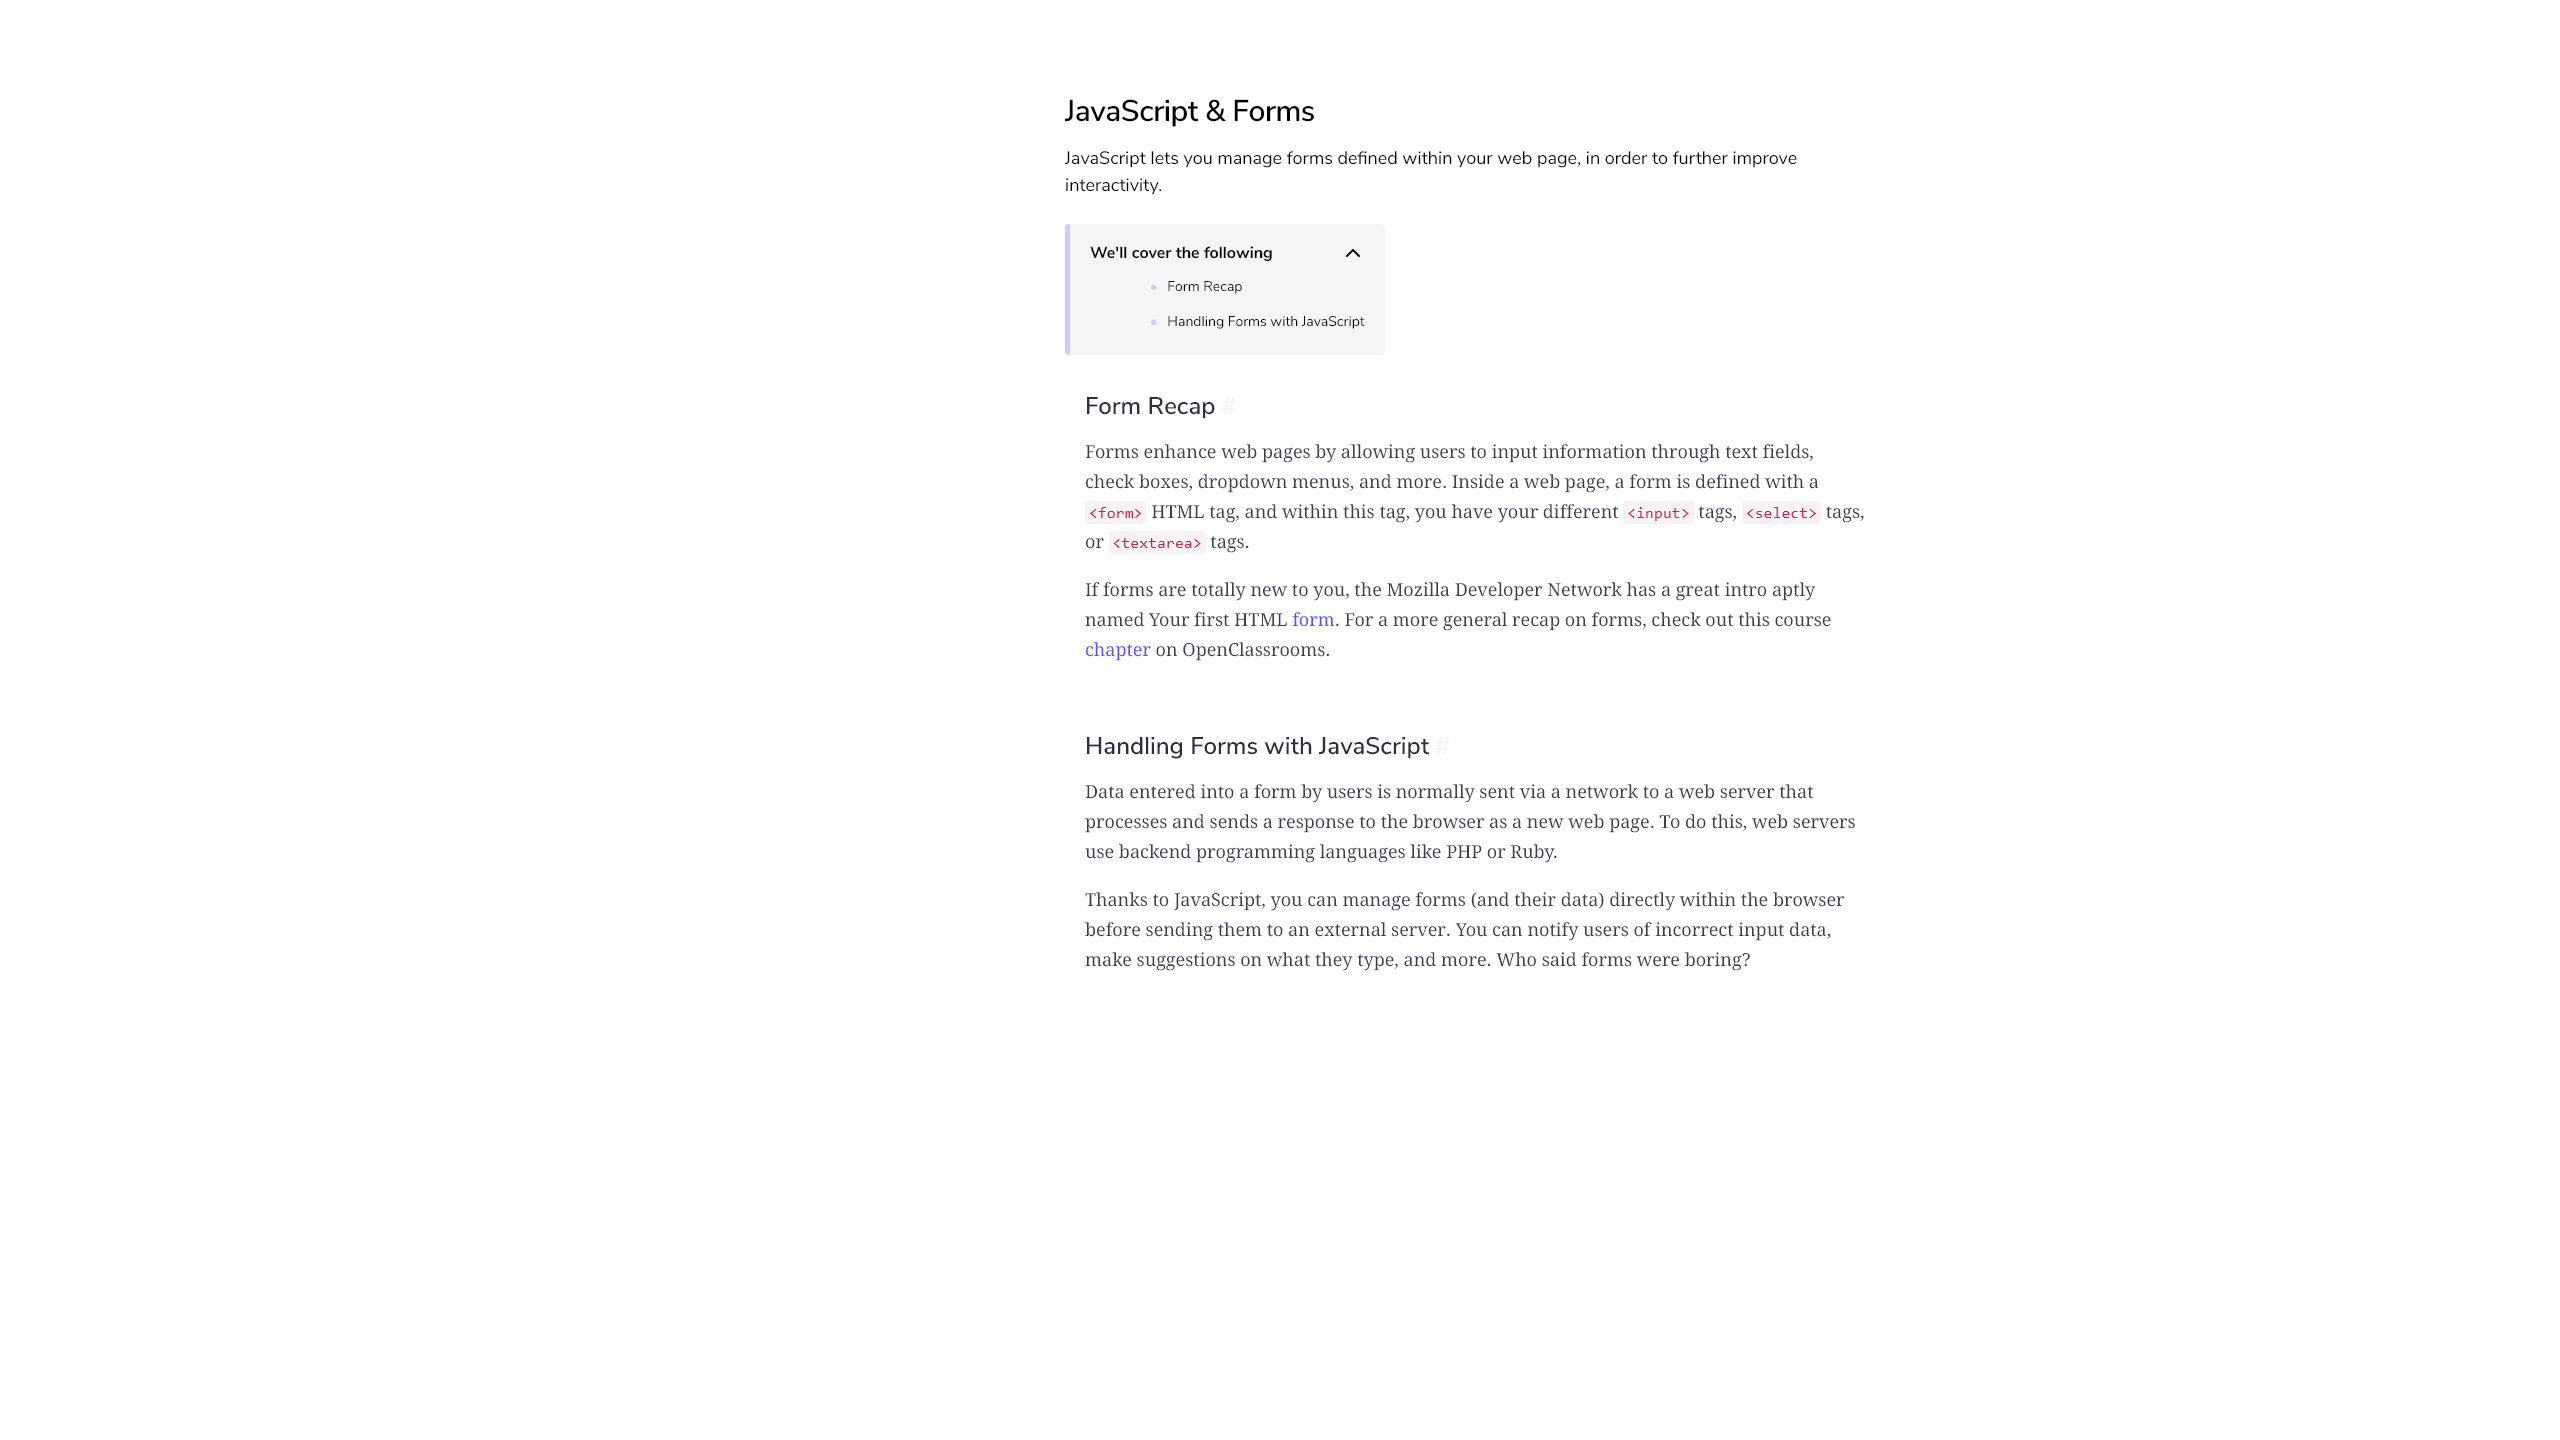 JavaScript & Forms
JavaScript lets you manage forms defined within your web page, in order to further improve
interactivity.
We'll cover the following
Form Recap
Handling Forms with JavaScript
Form Recap #
Forms enhance web pages by allowing users to input information through text fields,
check boxes, dropdown menus, and more. Inside a web page, a form is defined with a
<form> HTML tag, and within this tag, you have your different <input> tags, <select> tags,
or <textarea> tags.
If forms are totally new to you, the Mozilla Developer Network has a great intro aptly
named Your first HTML form. For a more general recap on forms, check out this course
chapter on OpenClassrooms.
Handling Forms with JavaScript #
Data entered into a form by users is normally sent via a network to a web server that
processes and sends a response to the browser as a new web page. To do this, web servers
use backend programming languages like PHP or Ruby.
Thanks to JavaScript, you can manage forms (and their data) directly within the browser
before sending them to an external server. You can notify users of incorrect input data,
make suggestions on what they type, and more. Who said forms were boring?